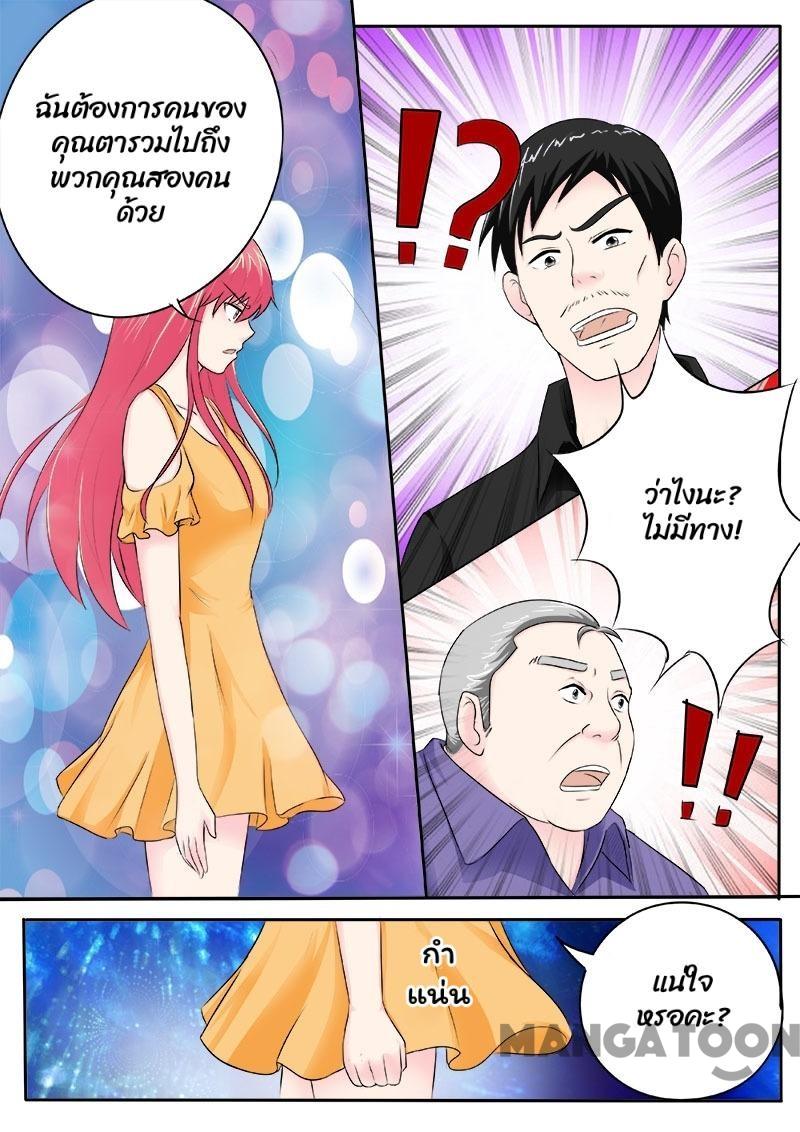 ฉันต้องการคนของ
คุณตารวมไปถึง
พวกคุณสองคน
ด้วย
!?
ว่าไงนะ?
ไม่มีทาง!
!!
กำ
แน่น
แน่ใจ
หรอคะ?
MANGATOON